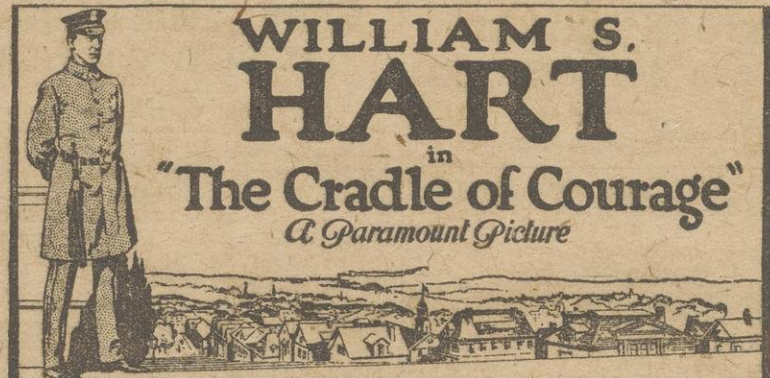 WILLIAM S.
HART
in
"The Cradle of Courage"
A Paramount Picture